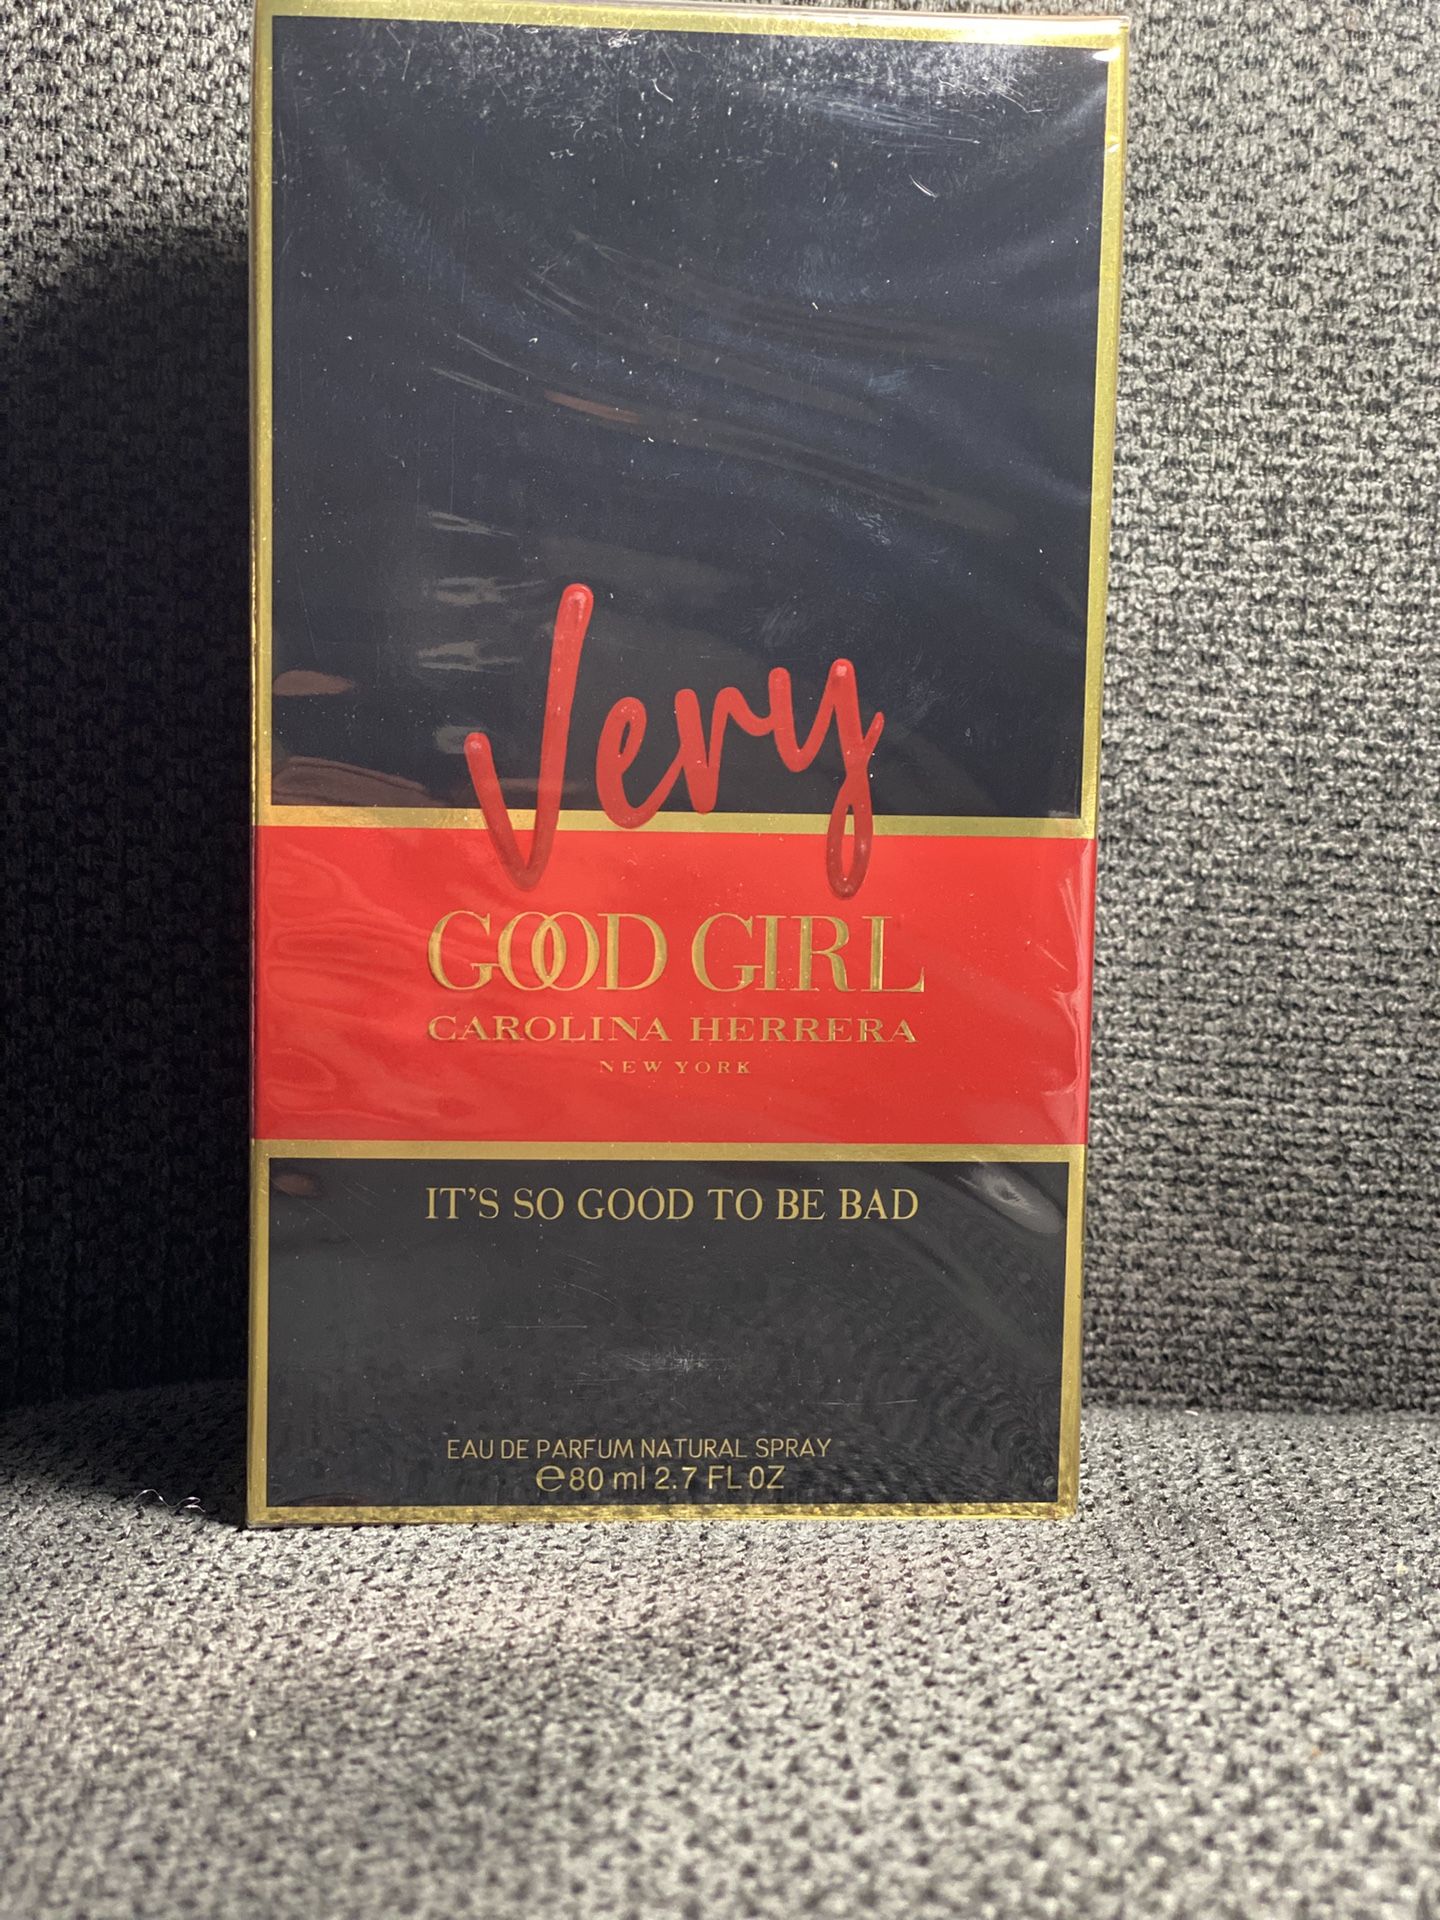 Very
GOOD GIRL
CAROLINA HERRERA
NEW YORK
IT'S SO GOOD TO BE BAD
EAU DE PARFUM NATURAL SPRAY
℮80 ml 2.7 FL OZ